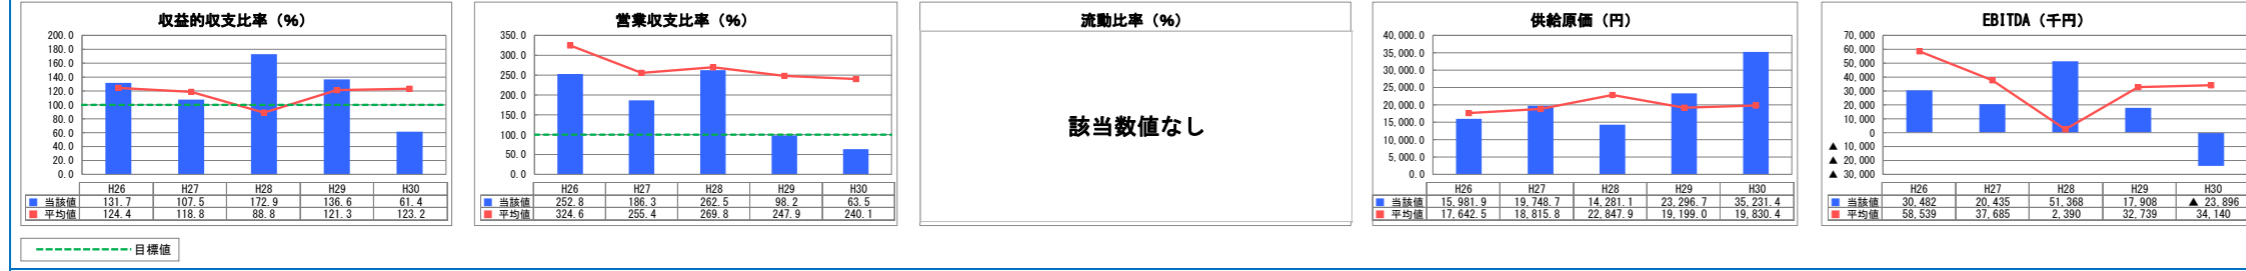 収益的収支比率（％）
200.0
180.0
160.0
140.0
120.0
100.0
80.0
60.0
40.0
20.0
0.0
H26 H27 H28 H29 H30
当該値 131.7 107.5 172.9 136.6 61.4
平均値 124.4 118.8 88.8 121.3 123.2
営業収支比率（％）
350.0
300.0
250.0
200.0
150.0
100.0
50.0
0.0
H26 H27 H28 H29 H30
当該値 252.8 186.3 262.5 98.2 63.5
平均値 324.6 255.4 269.8 247.9 240.1
流動比率（％）
該当数値なし
供給原価（円）
40,000.0
35,000.0
30,000.0
25,000.0
20,000.0
15,000.0
10,000.0
5,000.0
0.0
H26 H27 H28 H29 H30
当該値 15,981.9 19,748.7 14,281.1 23,296.7 35,231.4
平均値 17,642.5 18,815.8 22,847.9 19,199.0 19,830.4
EBITDA（千円）
70,000
60,000
50,000
40,000
30,000
20,000
10,000
0
▲ 10,000
▲ 20,000
▲ 30,000
H26 H27 H28 H29 H30
当該値 30,482 20,435 51,368 17,908 ▲ 23,896
平均値 58,539 37,685 2,390 32,739 34,140
目標値